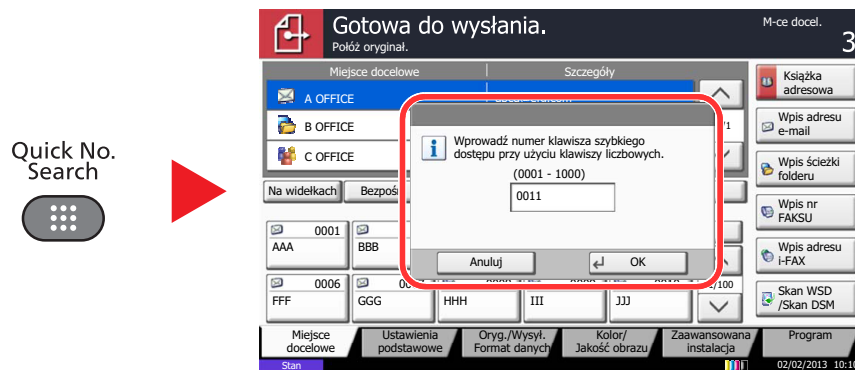 Quick No.
Search
Gotowa do wysłania.
Połóż oryginał.
M-ce docel.
3
Miejsce docelowe
Szczegóły
A OFFICE
B OFFICE
C OFFICE
/1
Na widełkach
0001
AAA
BBB
0006
FFF
GGG
HHH
III
JJJ
/100
Wprowadź numer klawisza szybkiego
dostępu przy użyciu klawiszy liczbowych.
(0001 - 1000)
0011
Anuluj
OK
Książka
adresowa
Wpis adresu
e-mail
Wpis ścieżki
folderu
Wpis nr
FAKSU
Wpis adresu
i-FAX
Skan WSD
/Skan DSM
Miejsce
docelowe
Ustawienia
podstawowe
Oryg./Wysył.
Format danych
Kolor/
Jakość obrazu
Zaawansowana
instalacja
Program
Stan
02/02/2013 10:10